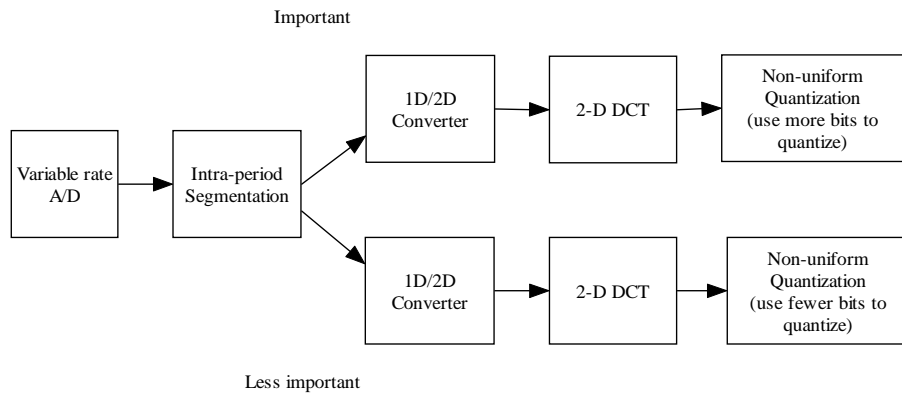 Important
Variable rate
A/D
Intra-period
Segmentation
1D/2D
Converter
2-D DCT
Non-uniform
Quantization
(use more bits to
quantize)
1D/2D
Converter
2-D DCT
Non-uniform
Quantization
(use fewer bits to
quantize)
Less important